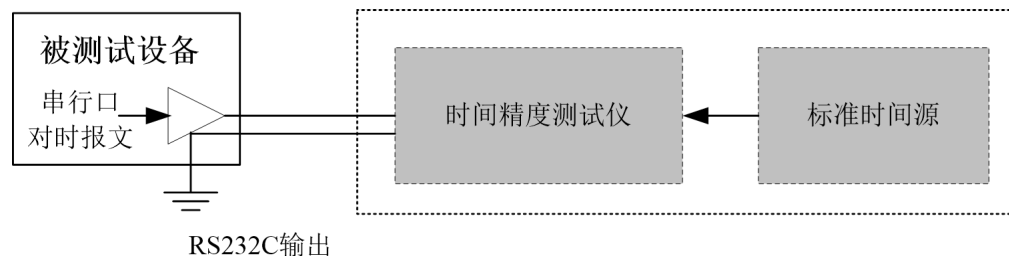 被测试设备
串行口
对时报文
时间精度测试仪
标准时间源
RS232C输出